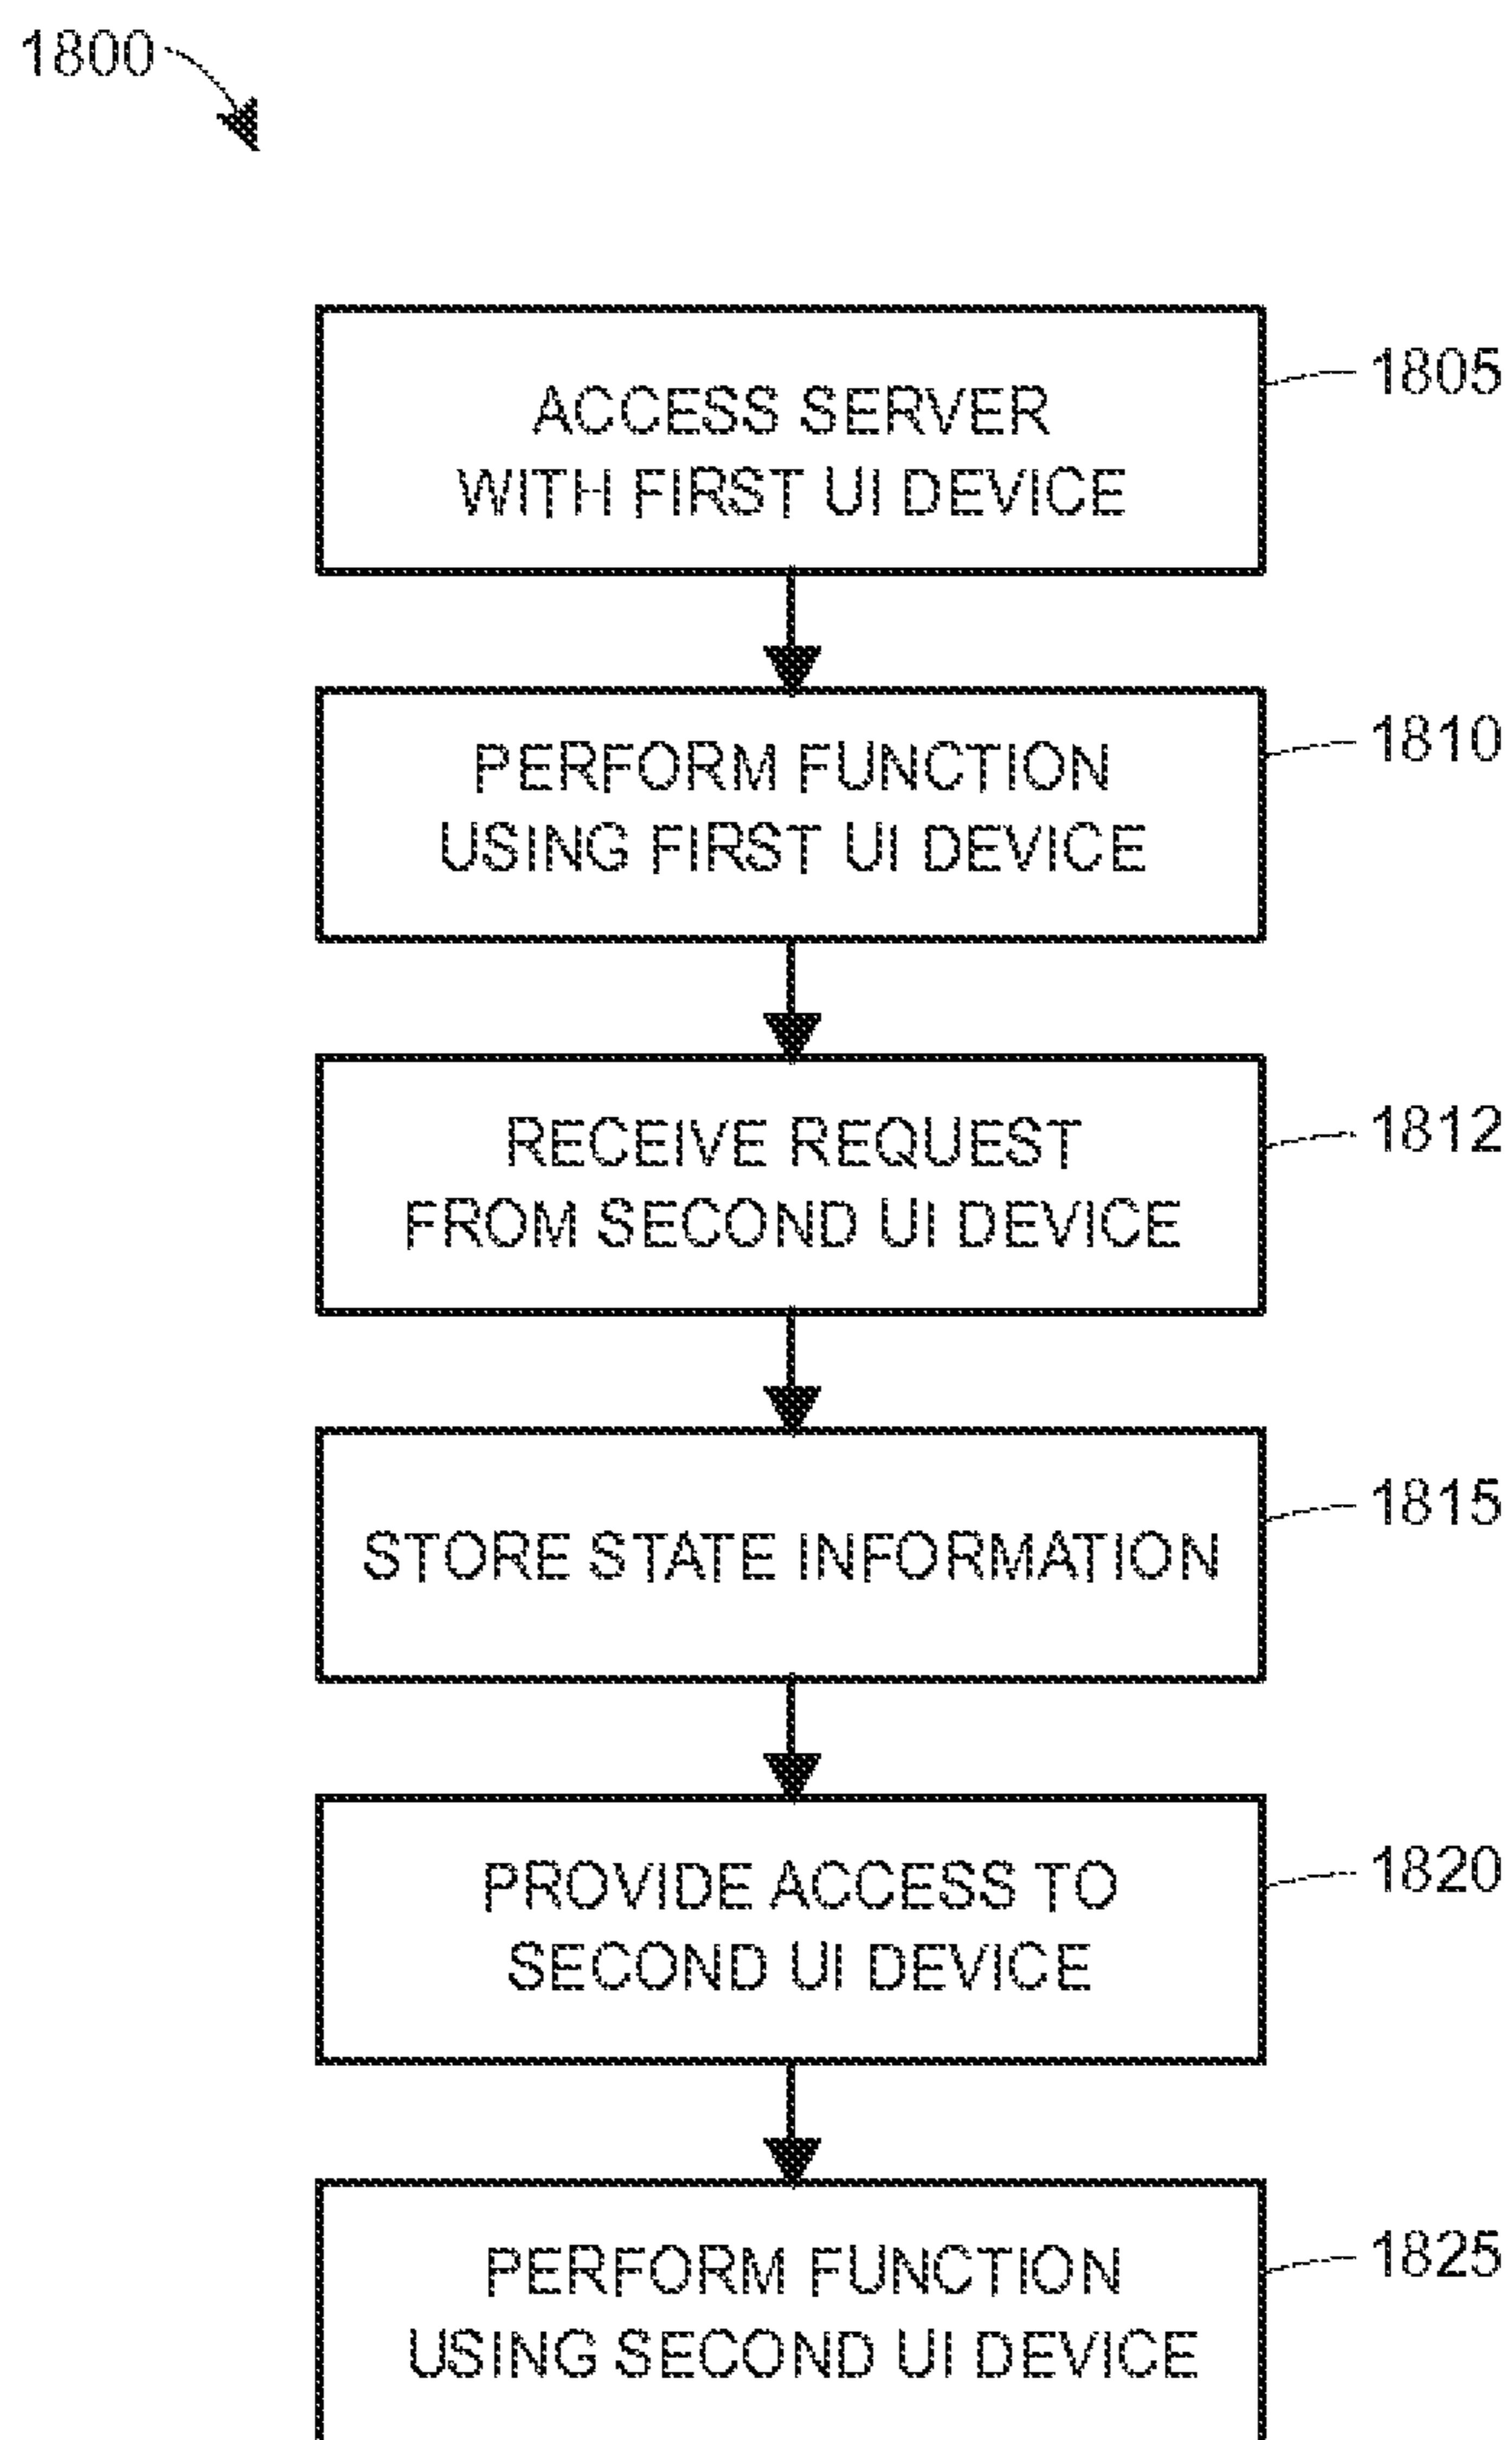 1800
ACCESS SERVER
WITH FIRST UI DEVICE
1805
PERFORM FUNCTION
USING FIRST UI DEVICE
1810
RECEIVE REQUEST
FROM SECOND UI DEVICE
1812
STORE STATE INFORMATION
1815
PROVIDE ACCESS TO
SECOND UI DEVICE
1820
PERFORM FUNCTION
USING SECOND UI DEVICE
1825